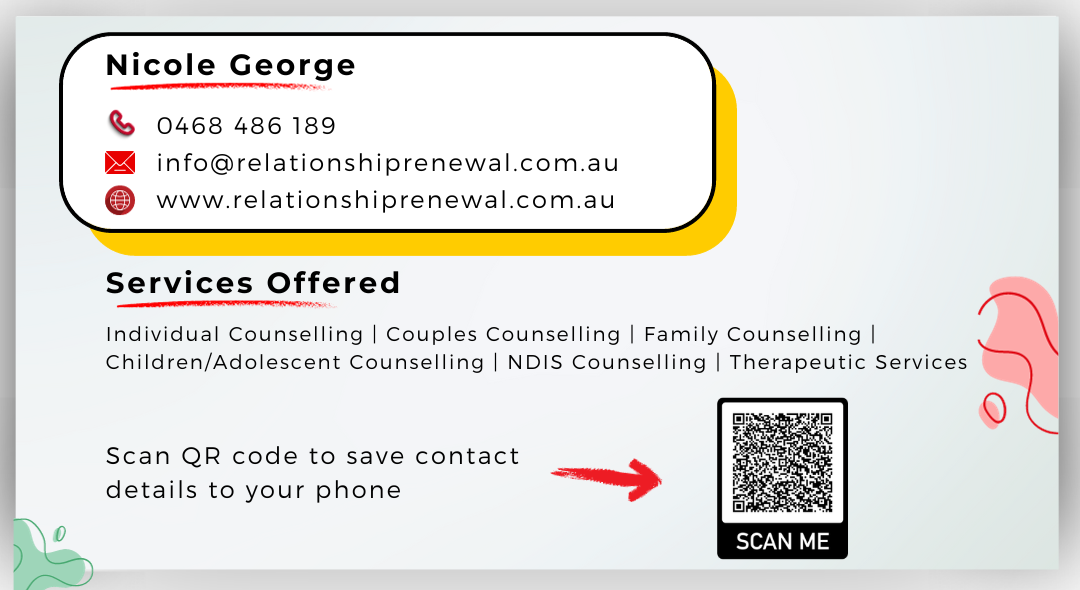 Nicole George
0468 486 189
info@relationshiprenewal.com.au
www.relationshiprenewal.com.au
Services Offered
Individual Counselling | Couples Counselling | Family Counselling |
Children/Adolescent Counselling | NDIS Counselling | Therapeutic Services
Scan QR code to save contact
details to your phone
SCAN ME